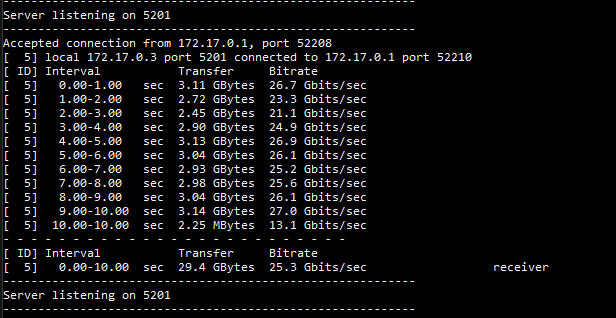 -----------------------------------------------------------
Server listening on 5201
-----------------------------------------------------------
Accepted connection from 172.17.0.1, port 52208
[  5] local 172.17.0.3 port 5201 connected to 172.17.0.1 port 52210
[ ID] Interval           Transfer     Bitrate
[  5]   0.00-1.00   sec  3.11 GBytes  26.7 Gbits/sec
[  5]   1.00-2.00   sec  2.72 GBytes  23.3 Gbits/sec
[  5]   2.00-3.00   sec  2.45 GBytes  21.1 Gbits/sec
[  5]   3.00-4.00   sec  2.90 GBytes  24.9 Gbits/sec
[  5]   4.00-5.00   sec  3.13 GBytes  26.9 Gbits/sec
[  5]   5.00-6.00   sec  3.04 GBytes  26.1 Gbits/sec
[  5]   6.00-7.00   sec  2.93 GBytes  25.2 Gbits/sec
[  5]   7.00-8.00   sec  2.98 GBytes  25.6 Gbits/sec
[  5]   8.00-9.00   sec  3.04 GBytes  26.1 Gbits/sec
[  5]   9.00-10.00  sec  3.14 GBytes  27.0 Gbits/sec
[  5]  10.00-10.00  sec  2.25 MBytes  13.1 Gbits/sec
- - - - - - - - - - - - - - - - - - - - - - - - -
[ ID] Interval           Transfer     Bitrate
[  5]   0.00-10.00  sec  29.4 GBytes  25.3 Gbits/sec                  receiver
-----------------------------------------------------------
Server listening on 5201
-----------------------------------------------------------